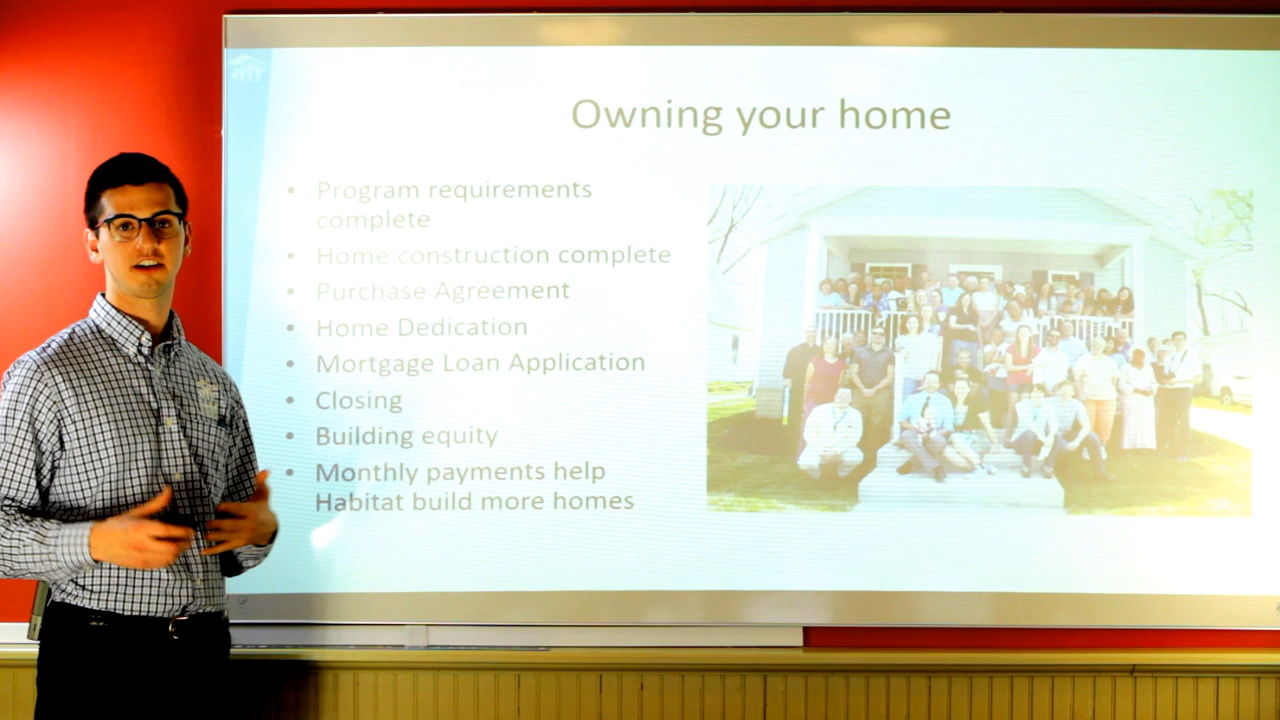 Owning your home
• Program requirements
complete
• Home construction complete
• Purchase Agreement
• Home Dedication
• Mortgage Loan Application
• Closing
• Building equity
• Monthly payments help
Habitat build more homes